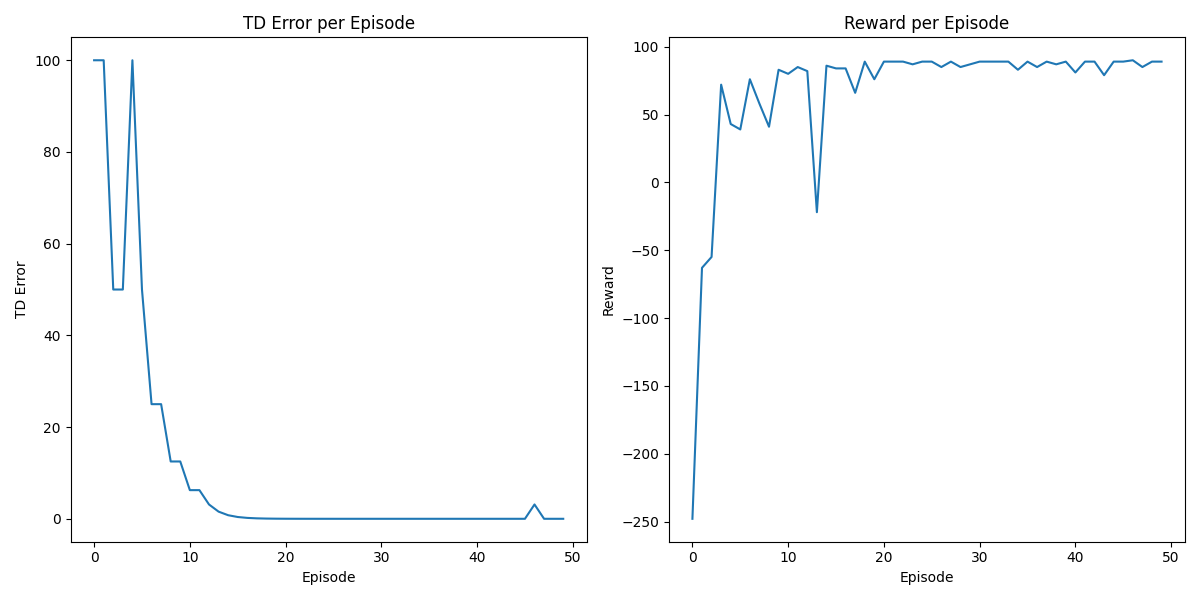 TD Error per Episode
TD Error
100
80
60
40
20
0
0 10 20 30 40 50
Episode
Reward per Episode
Reward
100
50
0
−50
−100
−150
−200
−250
0 10 20 30 40 50
Episode